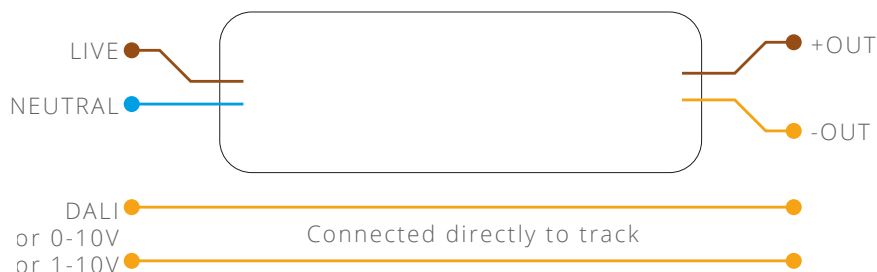 LIVE
+OUT
NEUTRAL
-OUT
DALI
or 0-10V
or 1-10V
Connected directly to track